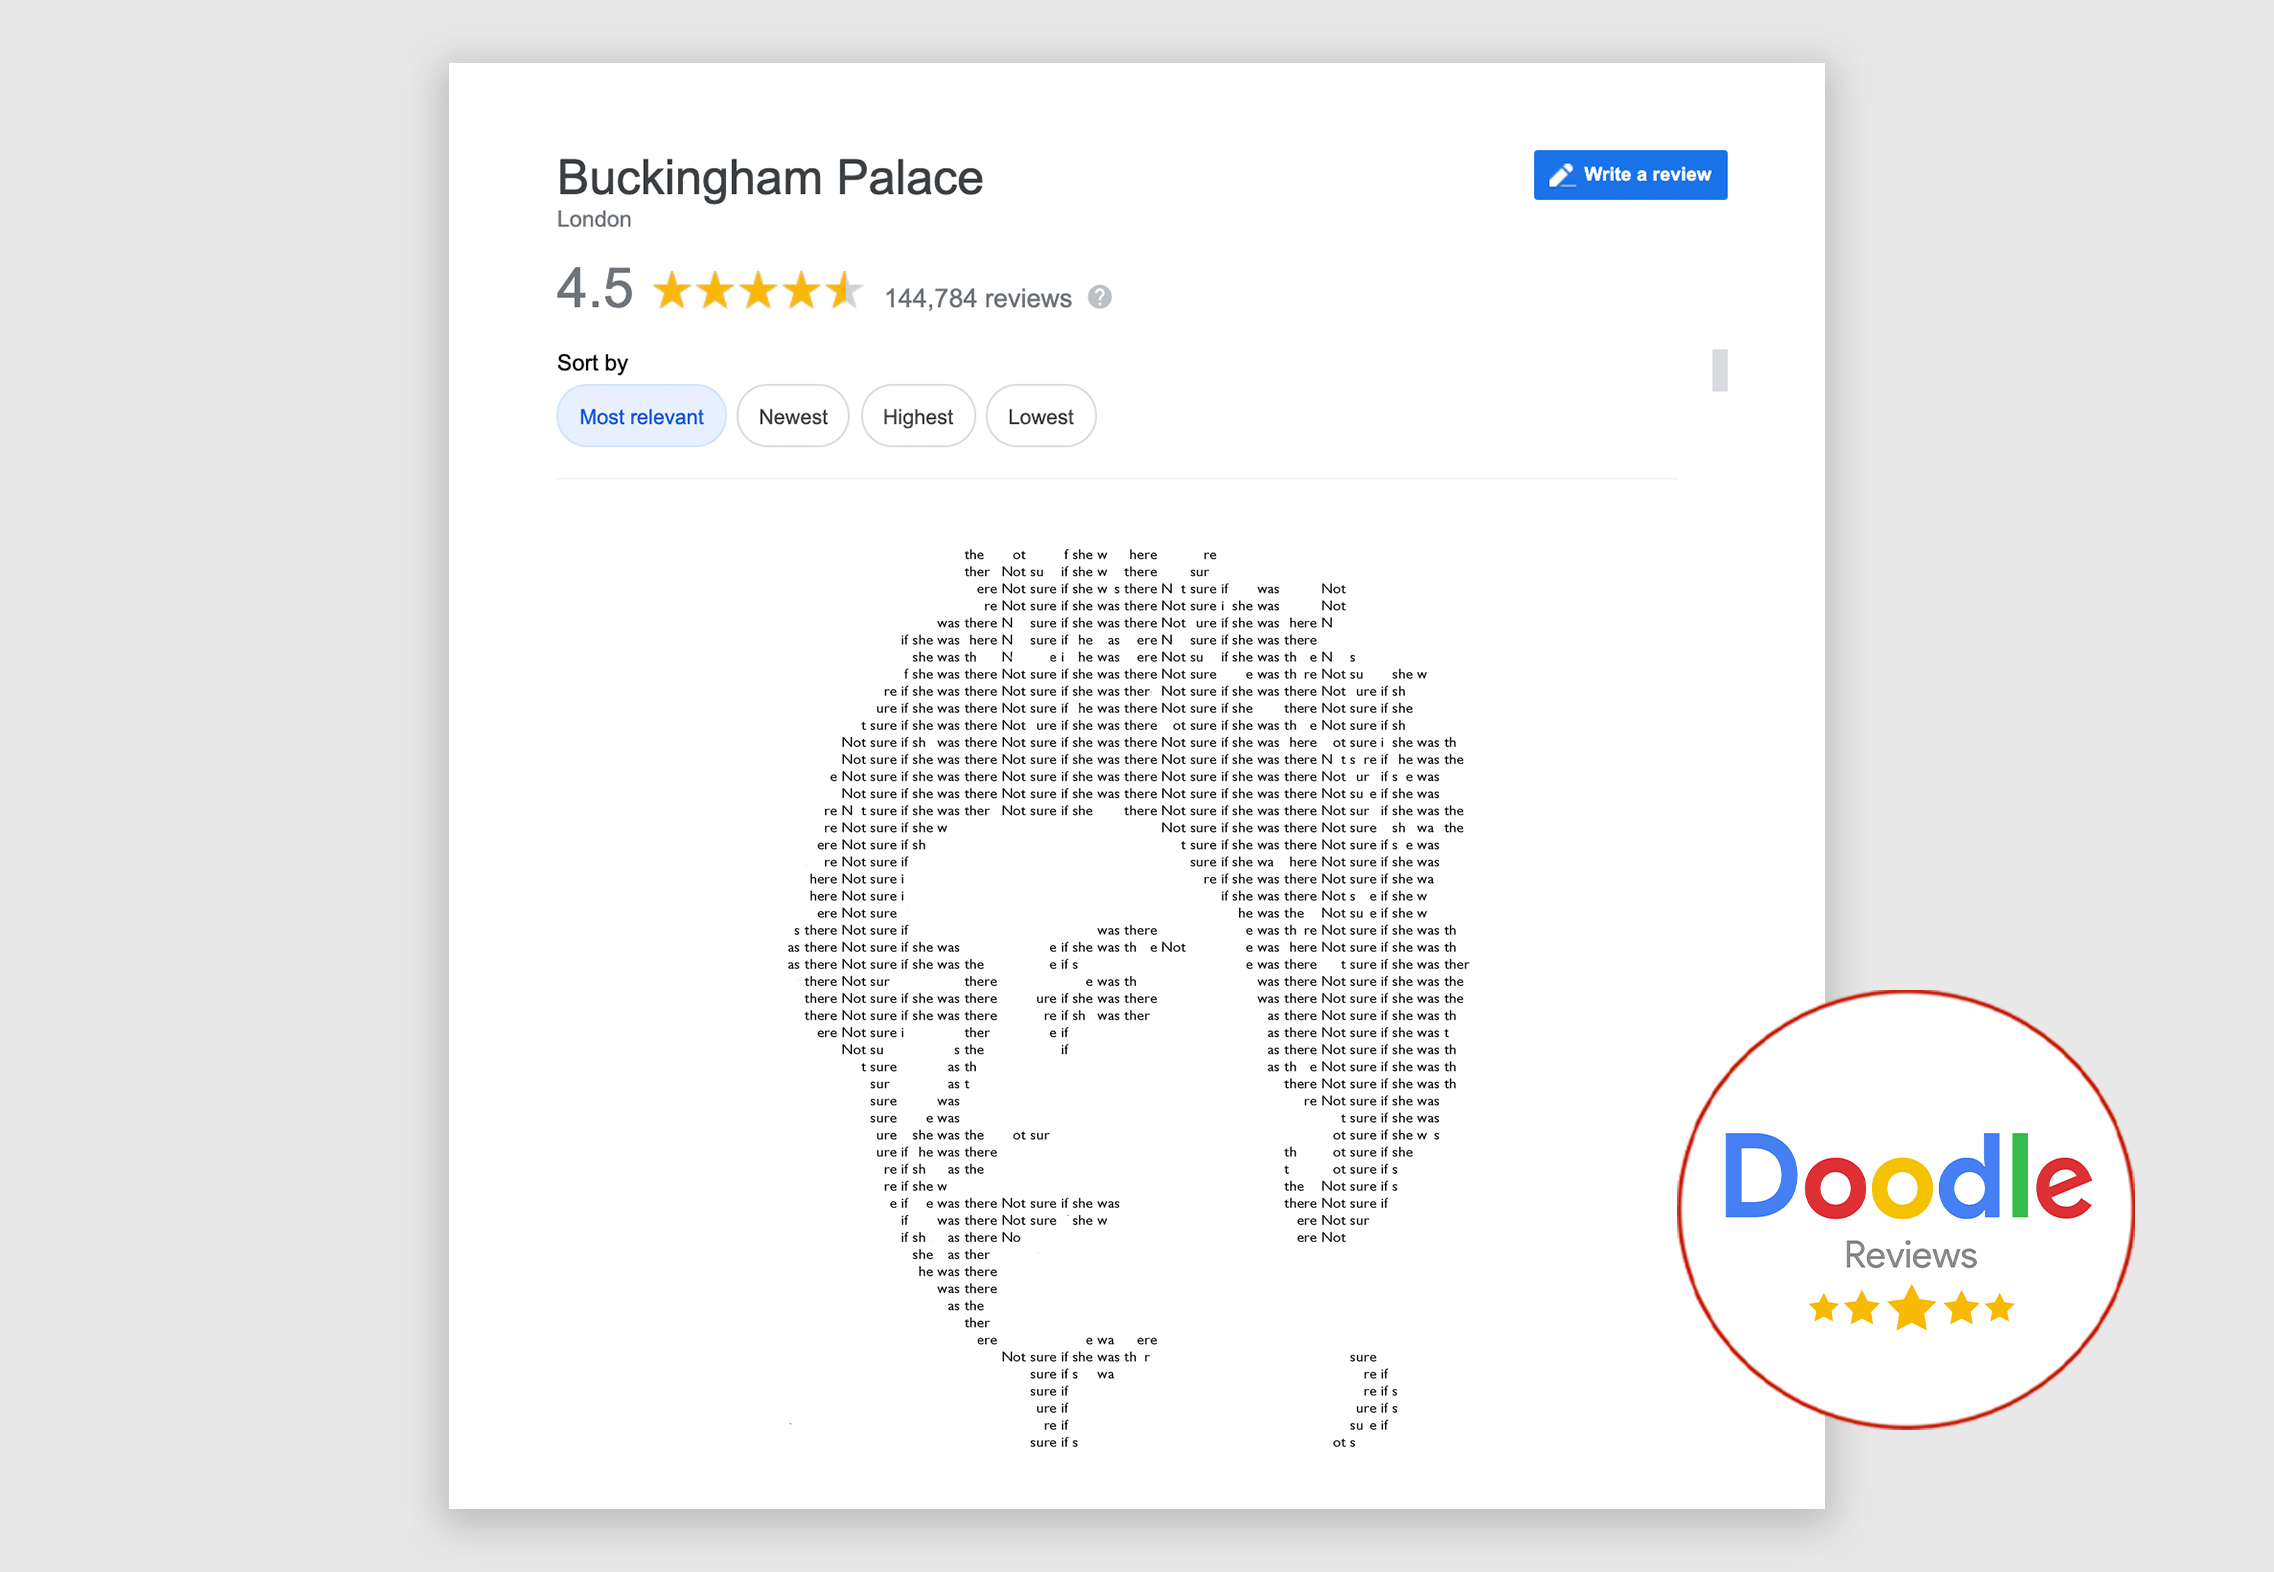 Buckingham Palace
Write a review
London
4.5 144,784 reviews ?
Sort by
Most relevant Newest Highest Lowest
the ot f she w here re
ther Not su if she w there sur
ere Not sure if she w s there N t sure if was Not
re Not sure if she was there Not sure i she was Not
was there N sure if she was there Not ure if she was here N
if she was here N sure if he as ere N sure if she was there
she was th N e i he was ere Not su if she was th e N s
f she was there Not sure if she was there Not sure e was th re Not su she w
re if she was there Not sure if she was ther Not sure if she was there Not ure if sh
ure if she was there Not sure if he was there Not sure if she there Not sure if she
t sure if she was there Not ure if she was there ot sure if she was th e Not sure if sh
Not sure if sh was there Not sure if she was there Not sure if she was here ot sure i she was th
Not sure if she was there Not sure if she was there Not sure if she was there N t s re if he was the
e Not sure if she was there Not sure if she was there Not sure if she was there Not ur if s e was
Not sure if she was there Not sure if she was there Not sure if she was there Not su e if she was
re N t sure if she was ther Not sure if she there Not sure if she was there Not sur if she was the
re Not sure if she w Not sure if she was there Not sure sh wa the
ere Not sure if sh t sure if she was there Not sure if s e was
re Not sure if sure if she wa here Not sure if she was
here Not sure i re if she was there Not sure if she wa
here Not sure i if she was there Not s e if she w
ere Not sure he was the Not su e if she w
s there Not sure if was there e was th re Not sure if she was th
as there Not sure if she was e if she was th e Not e was here Not sure if she was th
as there Not sure if she was the e if s e was there t sure if she was ther
there Not sur there e was th was there Not sure if she was the
there Not sure if she was there ure if she was there was there Not sure if she was the
there Not sure if she was there re if sh was ther as there Not sure if she was th
ere Not sure i ther e if as there Not sure if she was t
Not su s the if as there Not sure if she was th
t sure as th as th e Not sure if she was th
sur as t there Not sure if she was th
sure was re Not sure if she was
sure e was t sure if she was
ure she was the ot sur ot sure if she w s
ure if he was there th ot sure if she
re if sh as the t ot sure if s
re if she w the Not sure if s
e if e was there Not sure if she was there Not sure if
if was there Not sure she w ere Not sur
if sh as there No ere Not
she as ther
he was there
was there
as the
ther
ere e wa ere
Not sure if she was th r sure
sure if s wa re if
sure if re if s
ure if ure if s
re if su e if
sure if s ot s
Doodle
Reviews